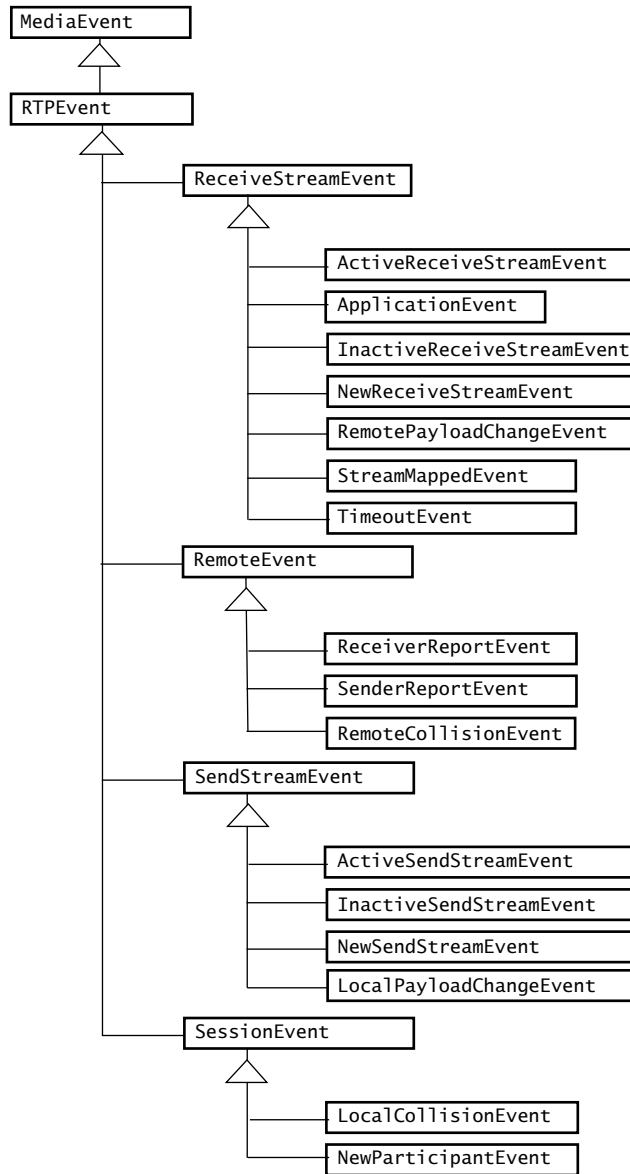 MediaEvent
RTPEvent
ReceiveStreamEvent
ActiveReceiveStreamEvent
ApplicationEvent
InactiveReceiveStreamEvent
NewReceiveStreamEvent
RemotePayloadChangeEvent
StreamMappedEvent
TimeoutEvent
RemoteEvent
ReceiverReportEvent
SenderReportEvent
RemoteCollisionEvent
SendStreamEvent
ActiveSendStreamEvent
InactiveSendStreamEvent
NewSendStreamEvent
LocalPayloadChangeEvent
SessionEvent
LocalCollisionEvent
NewParticipantEvent